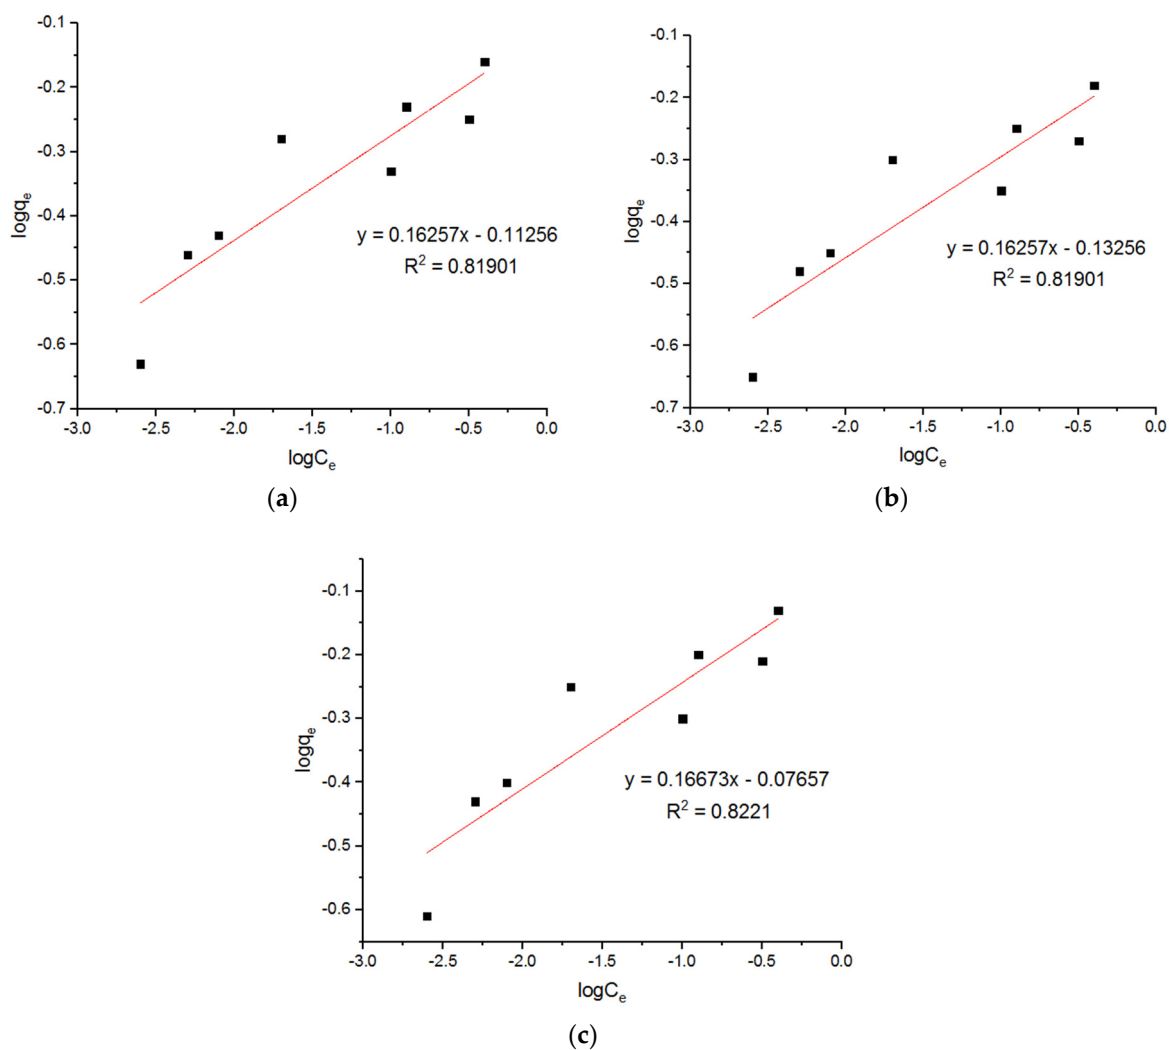 -0.1
-0.2
-0.3
-0.4
-0.5
-0.6
-0.7
logqₑ
y = 0.16257x - 0.11256
R² = 0.81901
-3.0 -2.5 -2.0 -1.5 -1.0 -0.5 0.0
logCₑ
(a)
-0.1
-0.2
-0.3
-0.4
-0.5
-0.6
-0.7
logqₑ
y = 0.16257x - 0.13256
R² = 0.81901
-3.0 -2.5 -2.0 -1.5 -1.0 -0.5 0.0
logCₑ
(b)
-0.1
-0.2
-0.3
-0.4
-0.5
-0.6
logqₑ
y = 0.16673x - 0.07657
R² = 0.8221
-3.0 -2.5 -2.0 -1.5 -1.0 -0.5 0.0
logCₑ
(c)